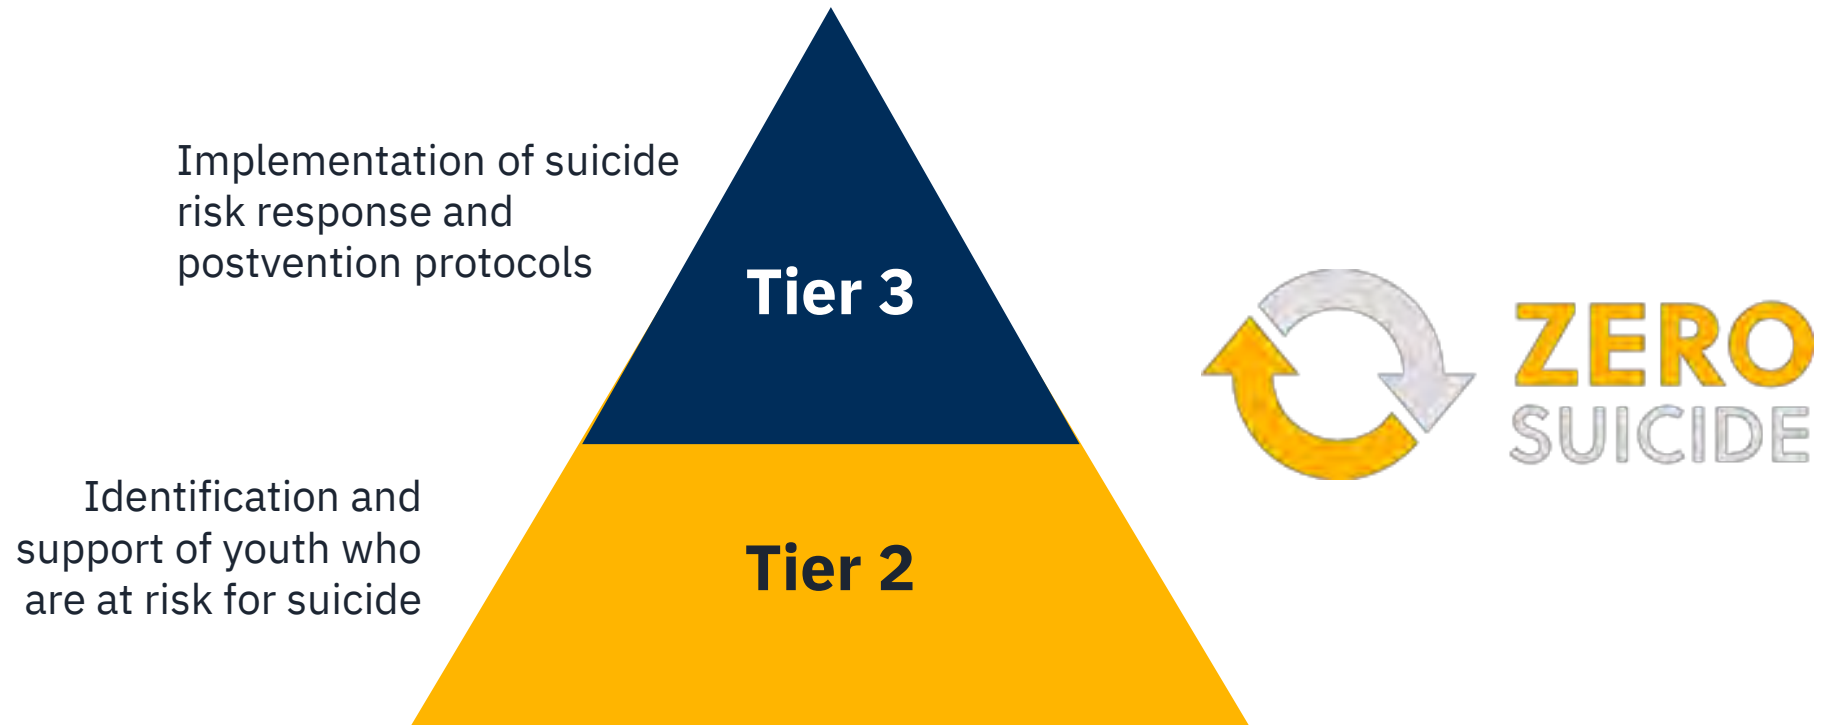 Implementation of suicide
risk response and
postvention protocols
Tier 3
ZERO
SUICIDE
Identification and
support of youth who
are at risk for suicide
Tier 2